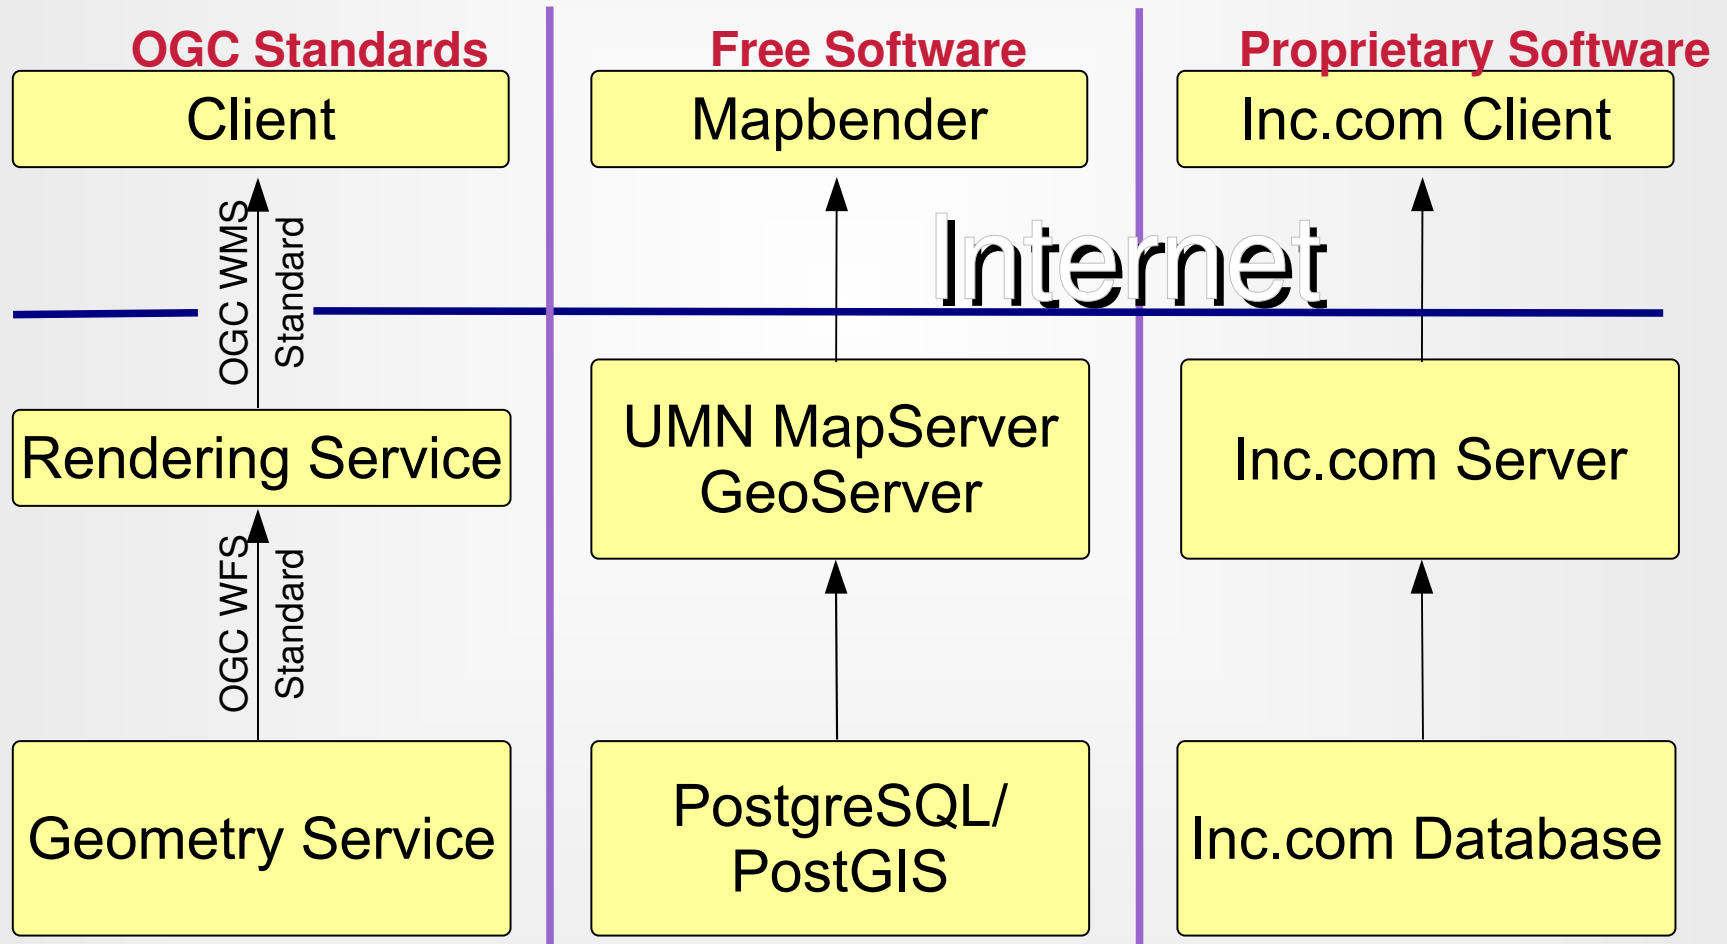 OGC Standards
Free Software
Proprietary Software
Client
Mapbender
Inc.com Client
OGC WMS
Standard
Internet
Rendering Service
UMN MapServer
GeoServer
Inc.com Server
OGC WFS
Standard
Geometry Service
PostgreSQL/
PostGIS
Inc.com Database